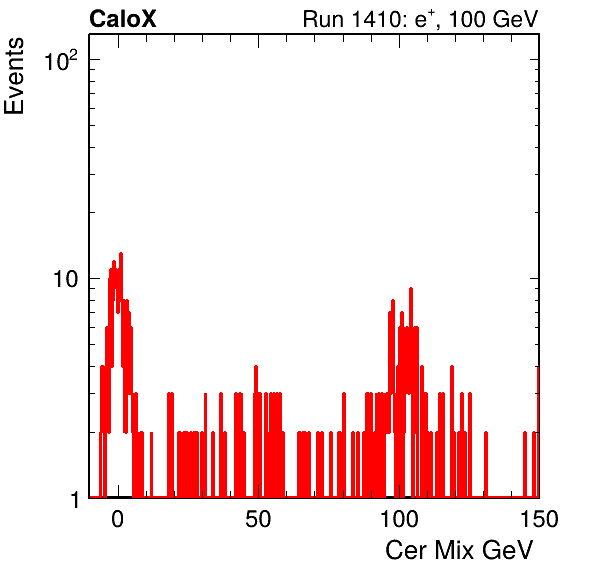 CaloX Run 1410: e⁺, 100 GeV
Events
10²
10
1
0 50 100 150
Cer Mix GeV